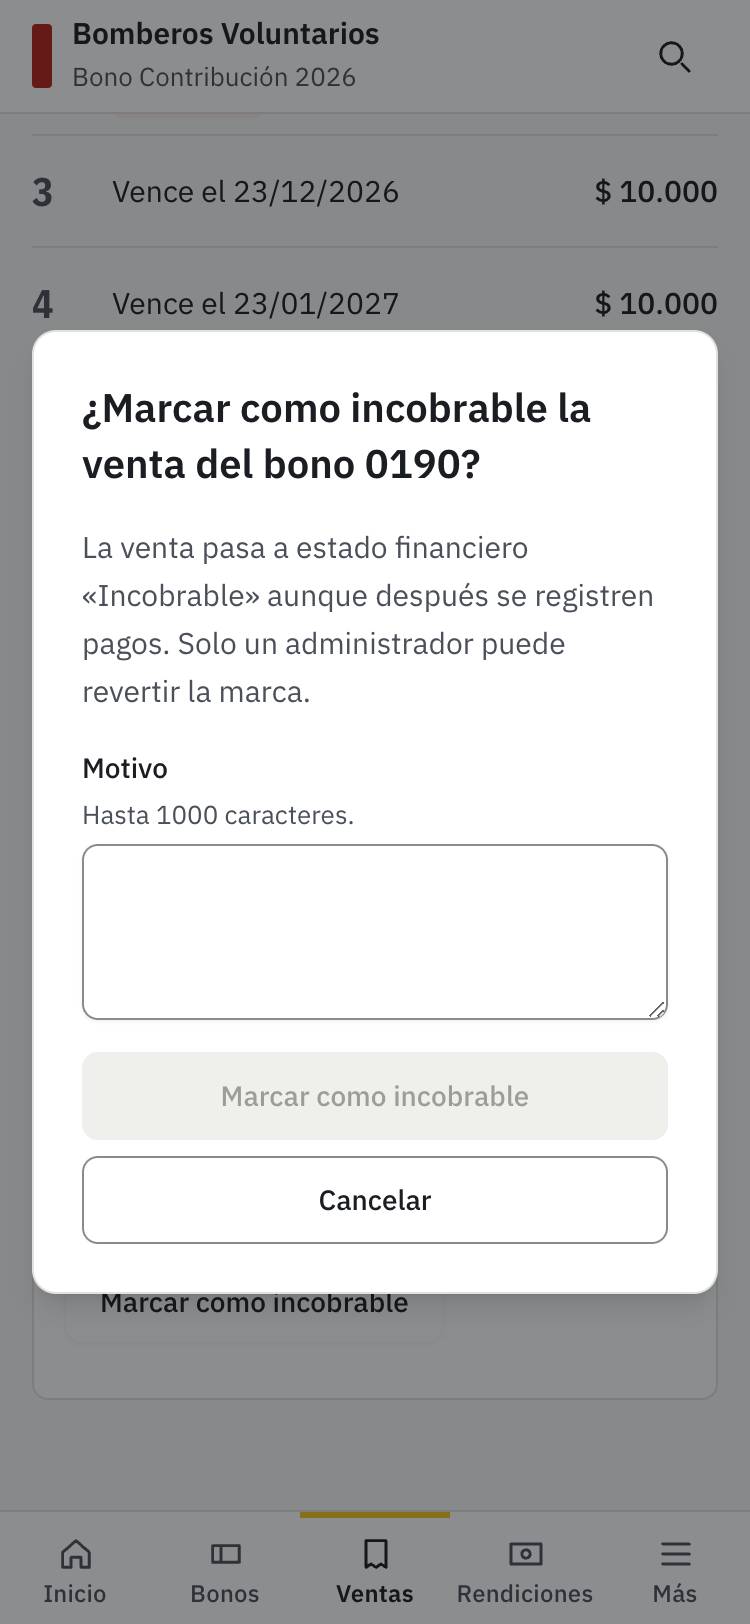 Bomberos Voluntarios
Bono Contribución 2026
3 Vence el 23/12/2026 $ 10.000
4 Vence el 23/01/2027 $ 10.000
¿Marcar como incobrable la
venta del bono 0190?
La venta pasa a estado financiero
«Incobrable» aunque después se registren
pagos. Solo un administrador puede
revertir la marca.
Motivo
Hasta 1000 caracteres.
Marcar como incobrable
Cancelar
Marcar como incobrable
Inicio Bonos Ventas Rendiciones Más